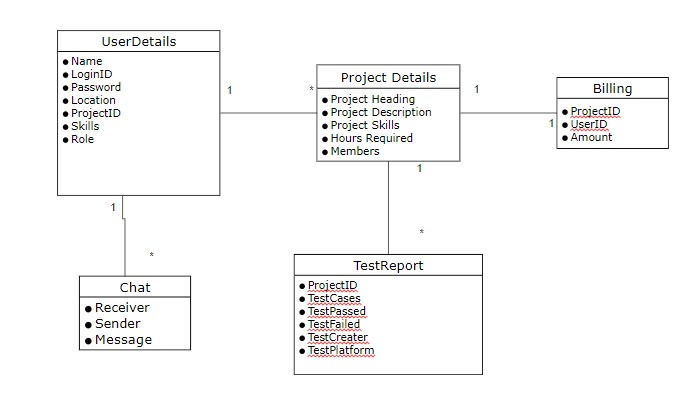 UserDetails
● Name
● LoginID
● Password
● Location
● ProjectID
● Skills
● Role
1
*
Project Details
● Project Heading
● Project Description
● Project Skills
● Hours Required
● Members
1
1
Billing
● ProjectID
● UserID
● Amount
1
*
Chat
● Receiver
● Sender
● Message
1
*
TestReport
● ProjectID
● TestCases
● TestPassed
● TestFailed
● TestCreater
● TestPlatform